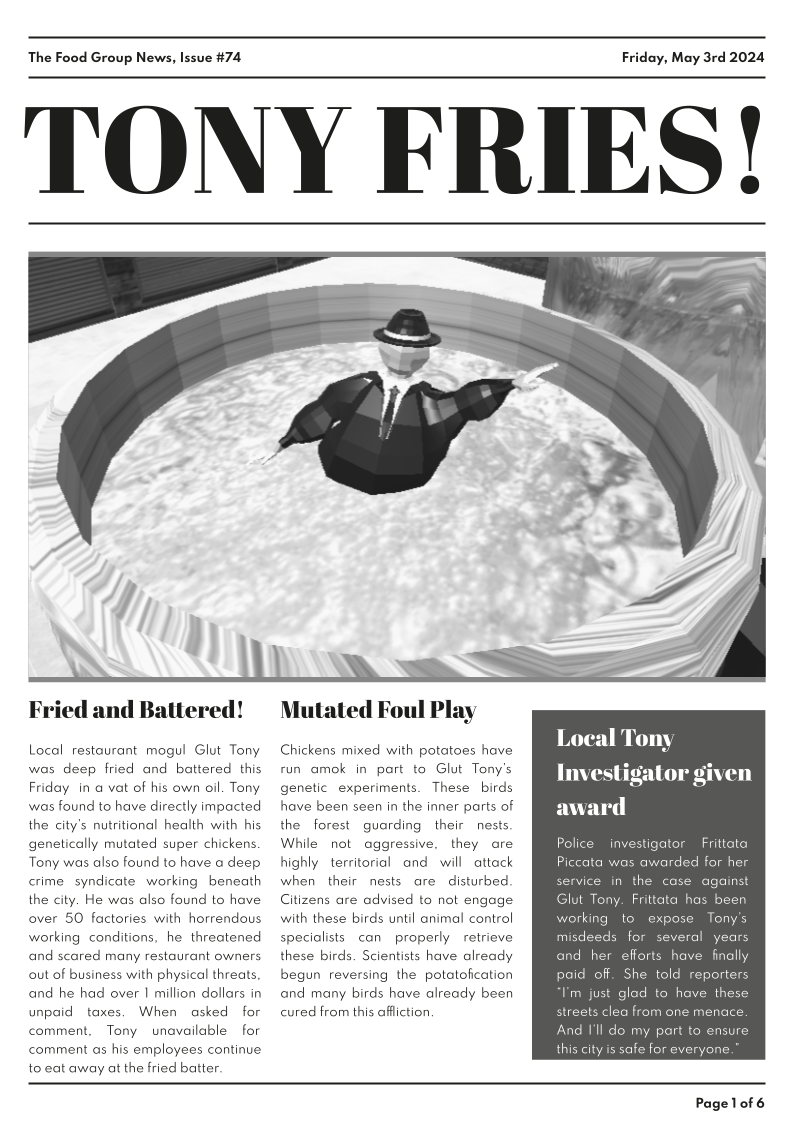 The Food Group News, Issue #74
Friday, May 3rd 2024
TONY FRIES!
Fried and Battered!
Local restaurant mogul Glut Tony
was deep fried and battered this
Friday in a vat of his own oil. Tony
was found to have directly impacted
the city's nutritional health with his
genetically mutated super chickens.
Tony was also found to have a deep
crime syndicate working beneath
the city. He was also found to have
over 50 factories with horrendous
working conditions, he threatened
and scared many restaurant owners
out of business with physical threats,
and he had over 1 million dollars in
unpaid taxes. When asked for
comment, Tony unavailable for
comment as his employees continue
to eat away at the fried batter.
Mutated Foul Play
Chickens mixed with potatoes have
run amok in part to Glut Tony's
genetic experiments. These birds
have been seen in the inner parts of
the forest guarding their nests.
While not aggressive, they are
highly territorial and will attack
when their nests are disturbed.
Citizens are advised to not engage
with these birds until animal control
specialists can properly retrieve
these birds. Scientists have already
begun reversing the potatofication
and many birds have already been
cured from this affliction.
Local Tony
Investigator given
award
Police investigator Frittata
Piccata was awarded for her
service in the case against
Glut Tony. Frittata has been
working to expose Tony's
misdeeds for several years
and her efforts have finally
paid off. She told reporters
"I'm just glad to have these
streets clea from one menace.
And I'll do my part to ensure
this city is safe for everyone."
Page 1 of 6